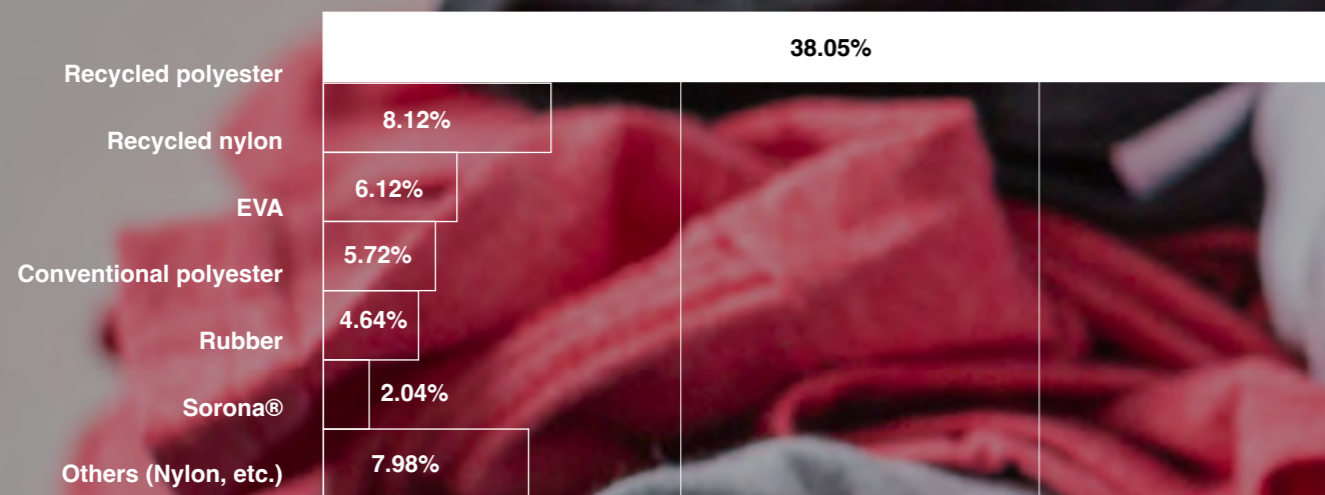 38.05%
Recycled polyester
8.12%
Recycled nylon
6.12%
EVA
5.72%
Conventional polyester
4.64%
Rubber
2.04%
Sorona®
7.98%
Others (Nylon, etc.)